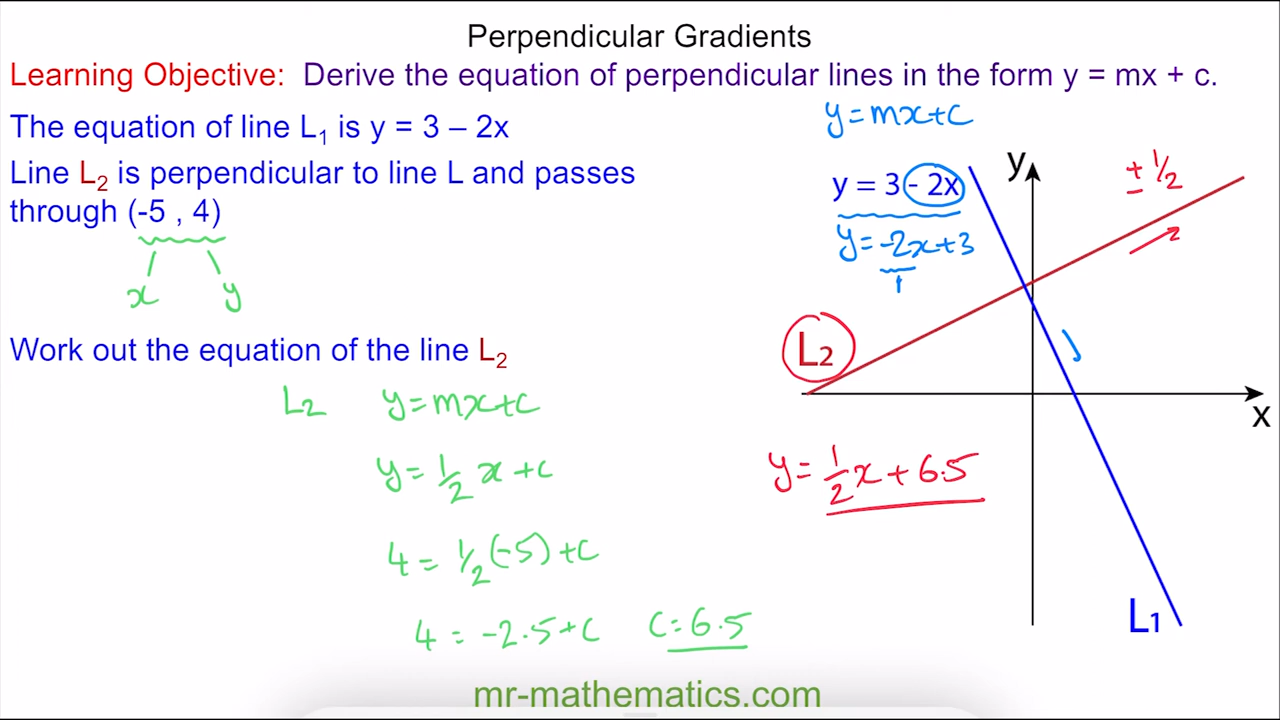 Perpendicular Gradients
Learning Objective: Derive the equation of perpendicular lines in the form y = mx + c.
The equation of line L₁ is y = 3 – 2x
Line L₂ is perpendicular to line L and passes
through (-5 , 4)
x y
Work out the equation of the line L₂
L₂ y = mx + c
y = 1/2 x + c
4 = 1/2 (-5) + c
4 = -2.5 + c c = 6.5
y = mx + c
y = 3 - 2x
y = -2x + 3
1
y
± 1/2
L₂
x
y = 1/2 x + 6.5
L₁
mr-mathematics.com